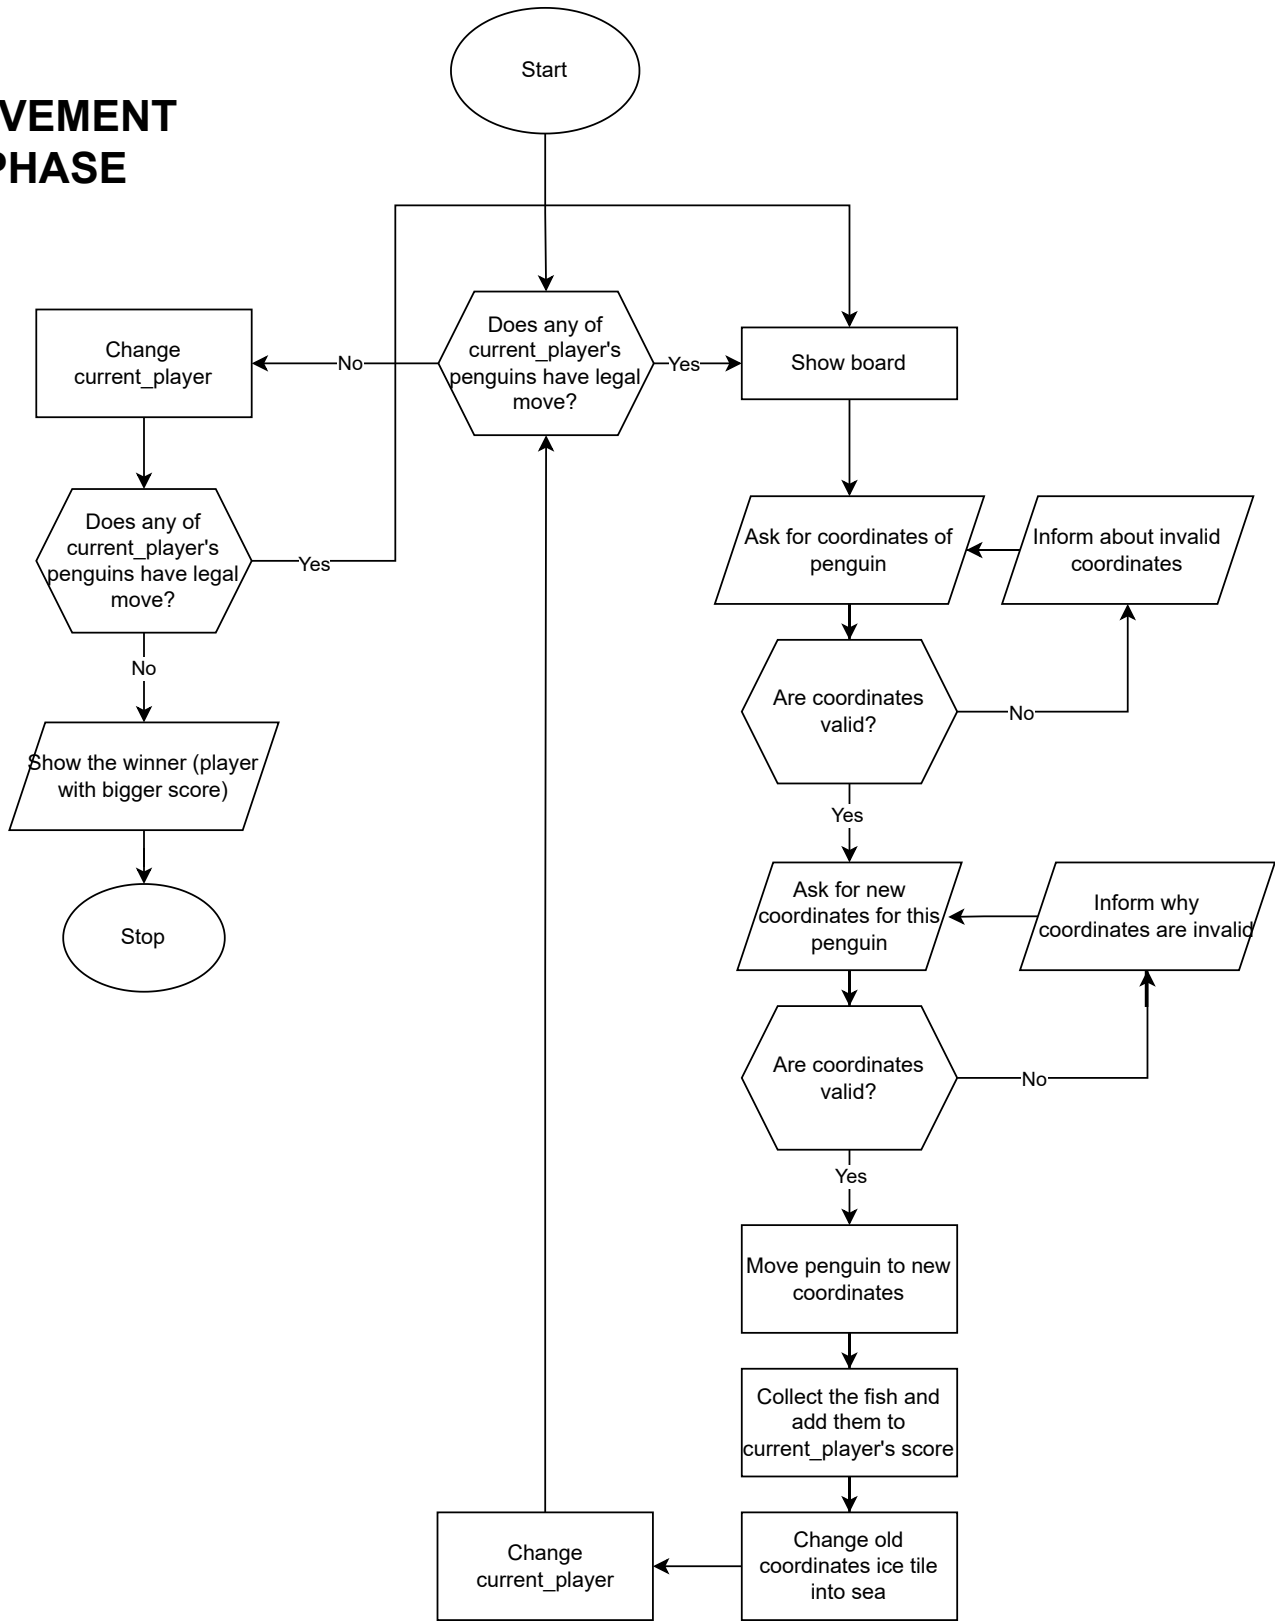 Start
VEMENT
PHASE
Change
current_player
No
Does any of
current_player's
penguins have legal
move?
Yes
Show board
Does any of
current_player's
penguins have legal
move?
Yes
Ask for coordinates of
penguin
Inform about invalid
coordinates
No
Are coordinates
valid?
No
Show the winner (player
with bigger score)
Yes
Stop
Ask for new
coordinates for this
penguin
Inform why
coordinates are invalid
Are coordinates
valid?
No
Yes
Move penguin to new
coordinates
Collect the fish and
add them to
current_player's score
Change
current_player
Change old
coordinates ice tile
into sea